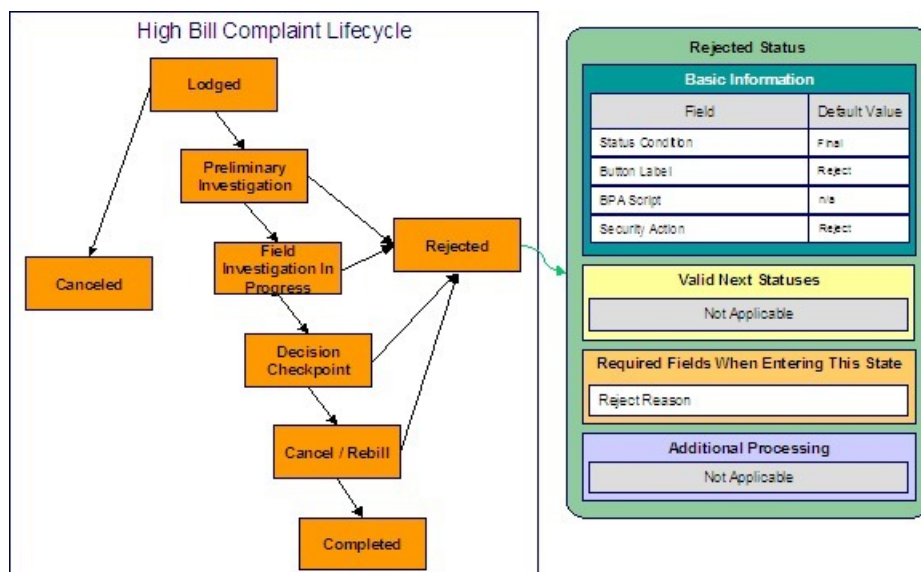 High Bill Complaint Lifecycle
Lodged
Preliminary
Investigation
Field
Investigation In
Progress
Rejected
Canceled
Decision
Checkpoint
Cancel / Rebill
Completed
Rejected Status
Basic Information
Field Default Value
Status Condition Final
Button Label Reject
BPA Script n/a
Security Action Reject
Valid Next Statuses
Not Applicable
Required Fields When Entering This State
Reject Reason
Additional Processing
Not Applicable